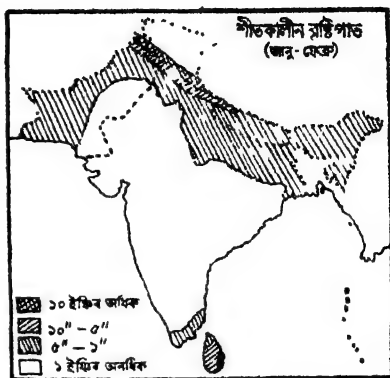 শীতকালীন বৃষ্টিপাত
(জানু - ফেব্রু)
১০ ইঞ্চির অধিক
১০" - ৫"
৫" - ১"
১ ইঞ্চির অনধিক